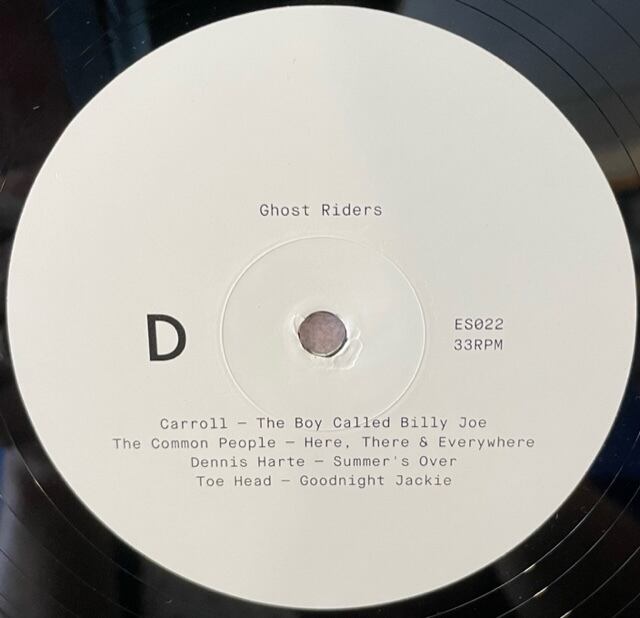 Ghost Riders
D
ES022
33RPM
Carroll – The Boy Called Billy Joe
The Common People – Here, There & Everywhere
Dennis Harte – Summer's Over
Toe Head – Goodnight Jackie